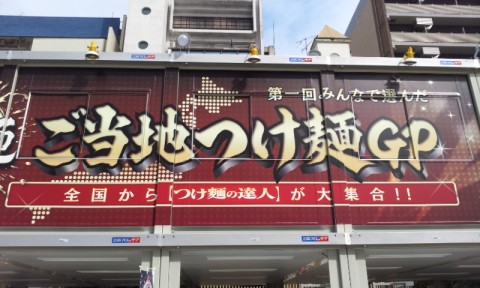 第一回みんなで選んだ
ご当地つけ麺GP
全国から【つけ麺の達人】が大集合!!